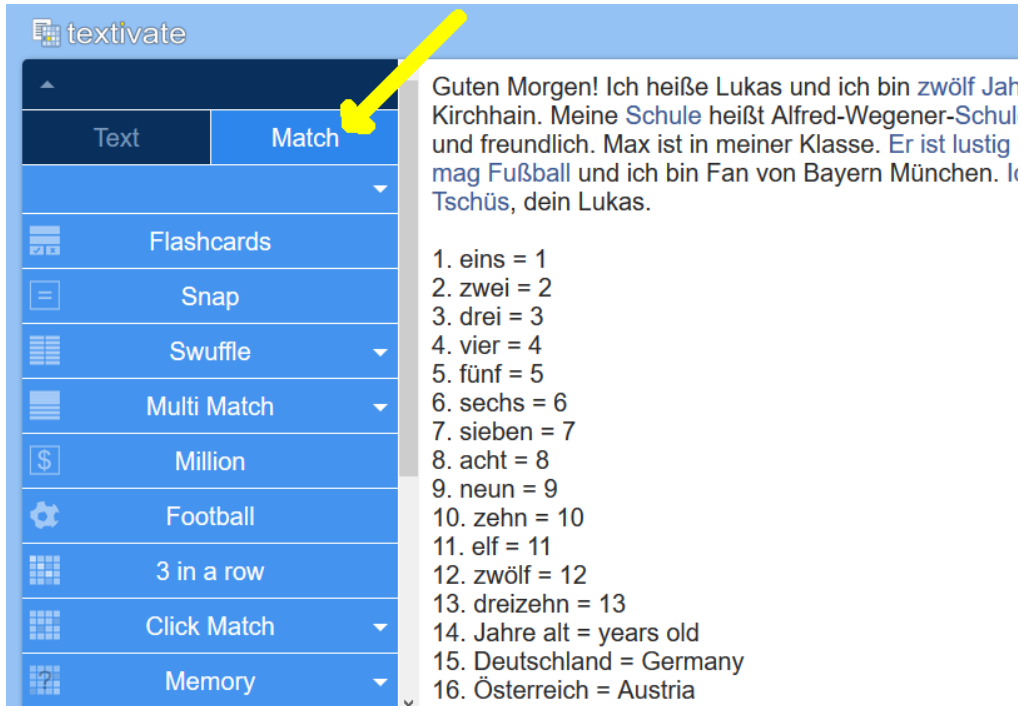 textivate
Text
Match
Flashcards
Snap
Swuffle
Multi Match
Million
Football
3 in a row
Click Match
Memory
Guten Morgen! Ich heiße Lukas und ich bin zwölf Jah
Kirchhain. Meine Schule heißt Alfred-Wegener-Schul
und freundlich. Max ist in meiner Klasse. Er ist lustig
mag Fußball und ich bin Fan von Bayern München.
Tschüs, dein Lukas.
1. eins = 1
2. zwei = 2
3. drei = 3
4. vier = 4
5. fünf = 5
6. sechs = 6
7. sieben = 7
8. acht = 8
9. neun = 9
10. zehn = 10
11. elf = 11
12. zwölf = 12
13. dreizehn = 13
14. Jahre alt = years old
15. Deutschland = Germany
16. Österreich = Austria